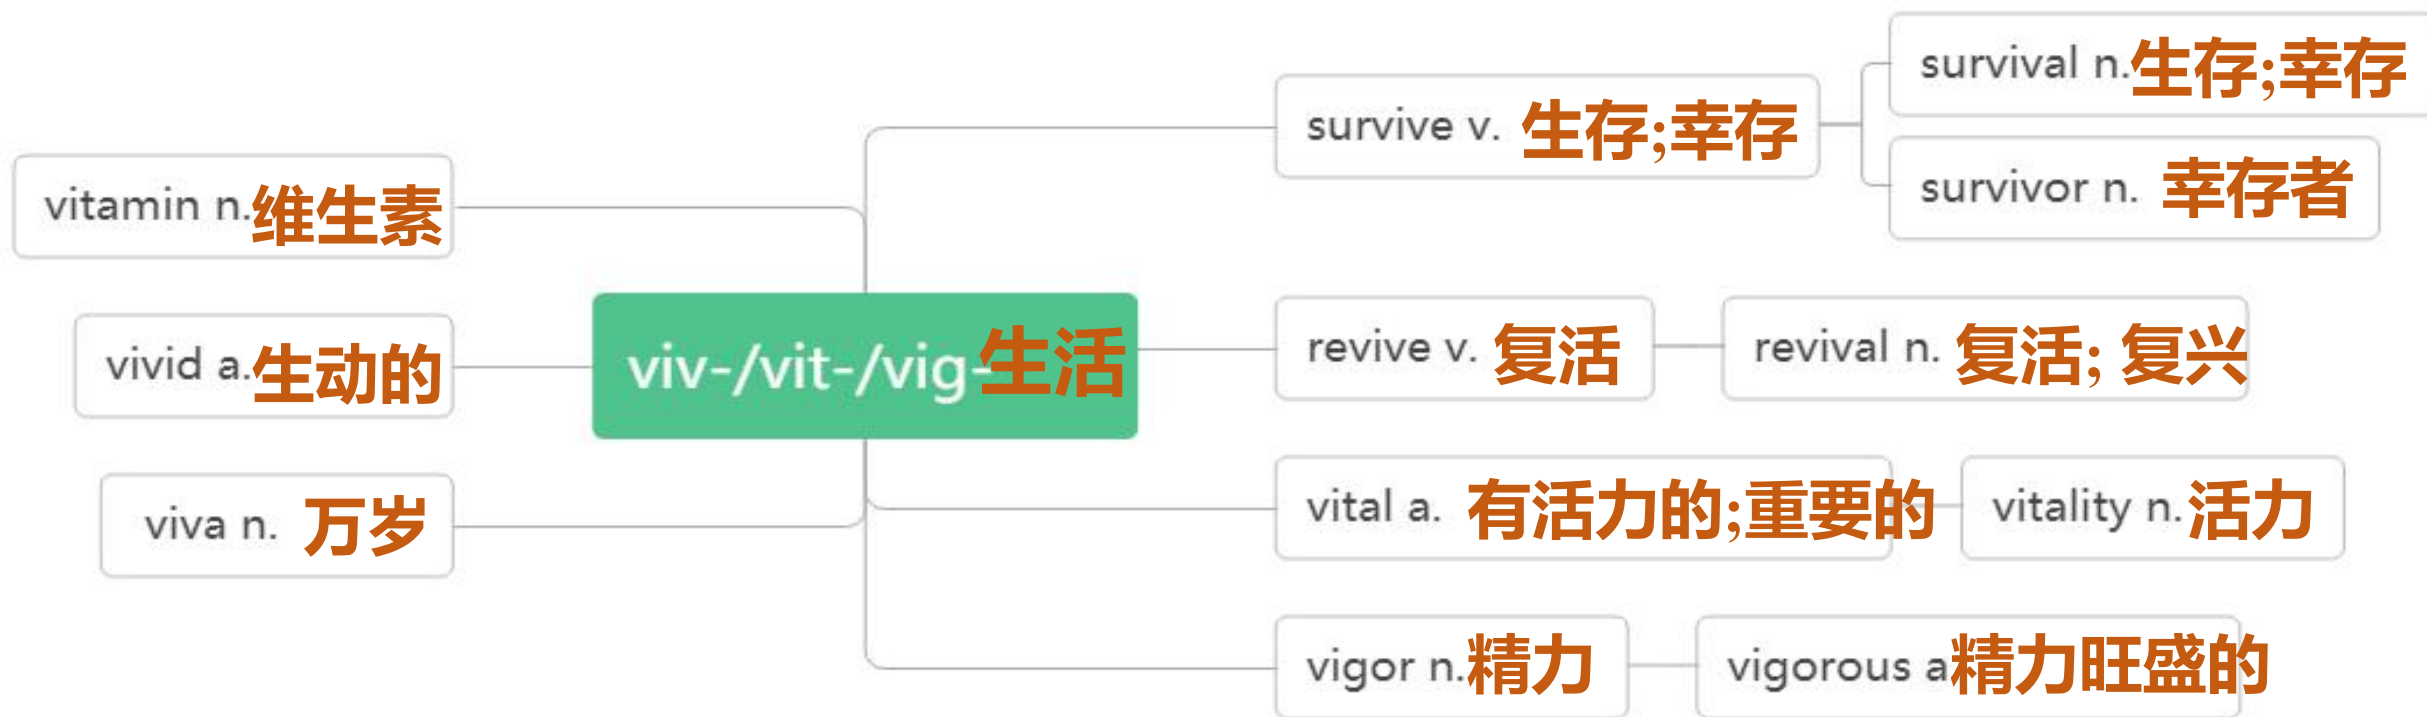 vitamin n.维生素
vivid a.生动的
viva n. 万岁
viv-/vit-/vig-生活
survive v. 生存;幸存
survival n.生存;幸存
survivor n. 幸存者
revive v. 复活
revival n. 复活; 复兴
vital a. 有活力的;重要的
vitality n.活力
vigor n.精力
vigorous a精力旺盛的